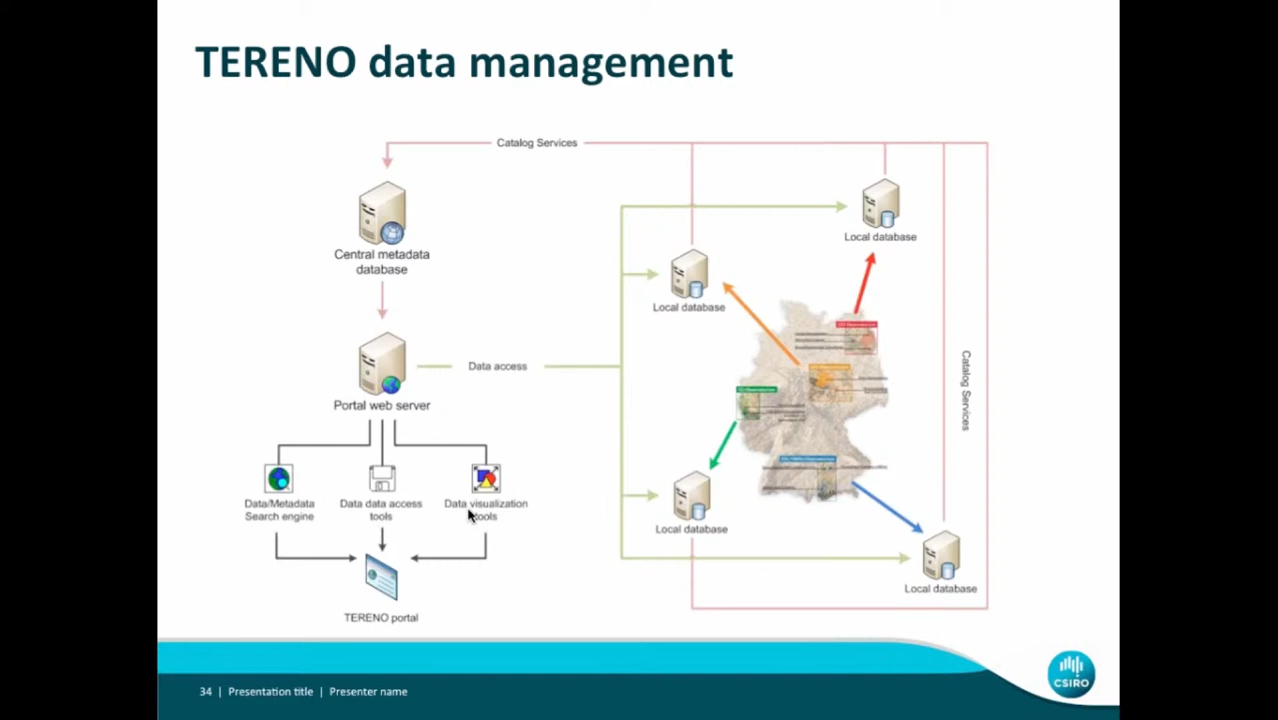 TERENO data management
Catalog Services
Local database
Central metadata
database
Local database
Data access
Catalog Services
Portal web server
Data/Metadata
Search engine
Data data access
tools
Data visualization
tools
Local database
Local database
TERENO portal
34 | Presentation title | Presenter name
CSIRO